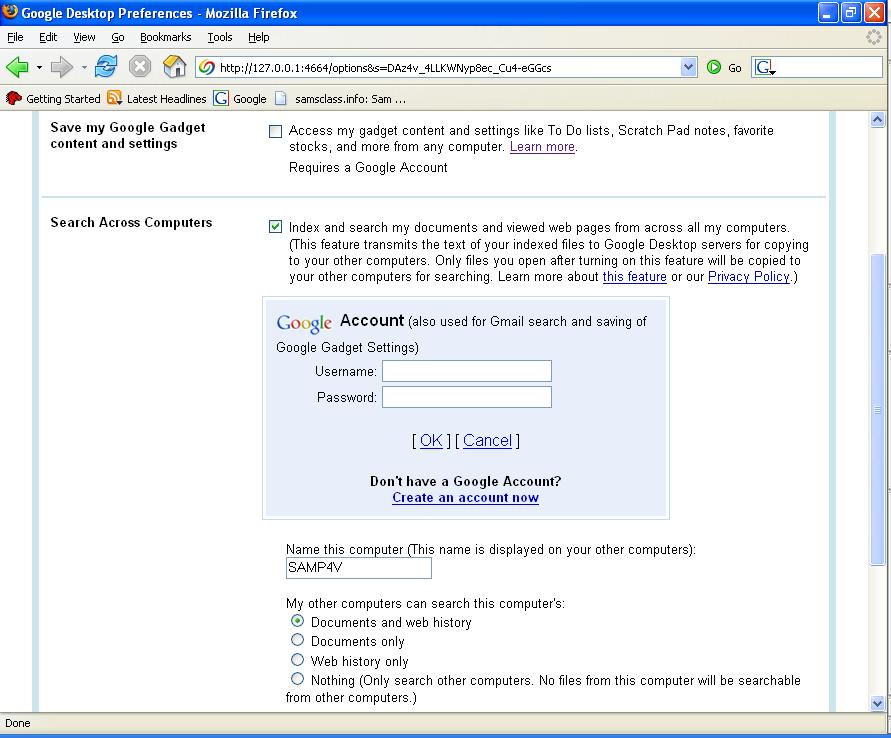 Google Desktop Preferences - Mozilla Firefox
File Edit View Go Bookmarks Tools Help
http://127.0.0.1:4664/options&s=DAz4v_4LLKWNyp8ec_Cu4-eGGcs Go G
Getting Started Latest Headlines G Google samsclass.info: Sam ...
Save my Google Gadget
content and settings
Access my gadget content and settings like To Do lists, Scratch Pad notes, favorite
stocks, and more from any computer. Learn more.
Requires a Google Account
Search Across Computers
Index and search my documents and viewed web pages from across all my computers.
(This feature transmits the text of your indexed files to Google Desktop servers for copying
to your other computers. Only files you open after turning on this feature will be copied to
your other computers for searching. Learn more about this feature or our Privacy Policy.)
Google Account (also used for Gmail search and saving of
Google Gadget Settings)
Username:
Password:
[ OK ] [ Cancel ]
Don't have a Google Account?
Create an account now
Name this computer (This name is displayed on your other computers):
SAMP4V
My other computers can search this computer's:
Documents and web history
Documents only
Web history only
Nothing (Only search other computers. No files from this computer will be searchable
from other computers.)
Done